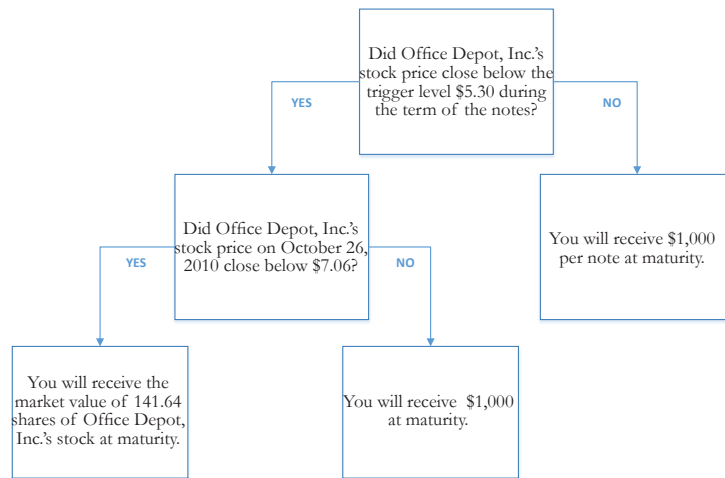 Did Office Depot, Inc.'s
stock price close below the
trigger level $5.30 during
the term of the notes?
YES
NO
Did Office Depot, Inc.'s
stock price on October 26,
2010 close below $7.06?
You will receive $1,000
per note at maturity.
YES
NO
You will receive the
market value of 141.64
shares of Office Depot,
Inc.'s stock at maturity.
You will receive $1,000
at maturity.